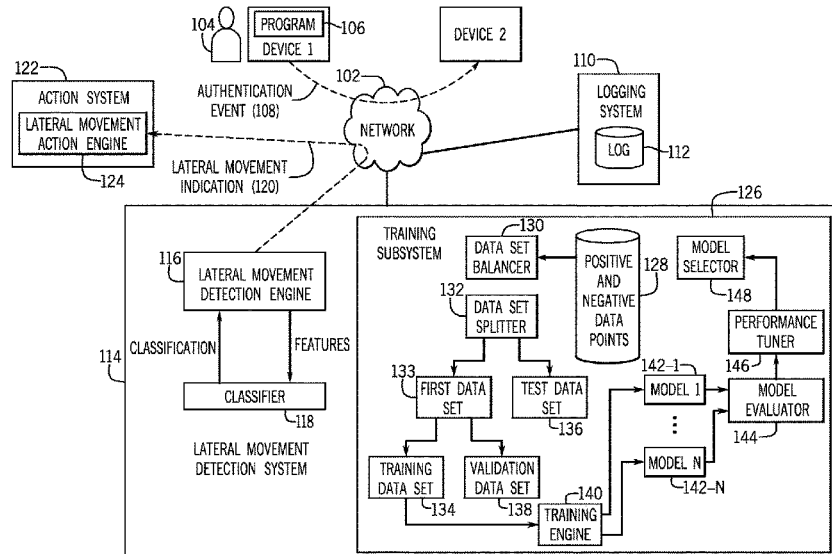 104
PROGRAM
106
DEVICE 1
DEVICE 2
122
ACTION SYSTEM
LATERAL MOVEMENT
ACTION ENGINE
124
AUTHENTICATION
EVENT (108)
102
NETWORK
110
LOGGING
SYSTEM
LOG
112
LATERAL MOVEMENT
INDICATION (120)
126
114
116
LATERAL MOVEMENT
DETECTION ENGINE
CLASSIFICATION
FEATURES
CLASSIFIER
118
LATERAL MOVEMENT
DETECTION SYSTEM
TRAINING
SUBSYSTEM
130
DATA SET
BALANCER
POSITIVE
AND
NEGATIVE
DATA
POINTS
128
MODEL
SELECTOR
148
132
DATA SET
SPLITTER
PERFORMANCE
TUNER
146
133
FIRST DATA
SET
TEST DATA
SET
136
142-1
MODEL 1
MODEL
EVALUATOR
144
MODEL N
142-N
TRAINING
DATA SET
134
VALIDATION
DATA SET
138
140
TRAINING
ENGINE